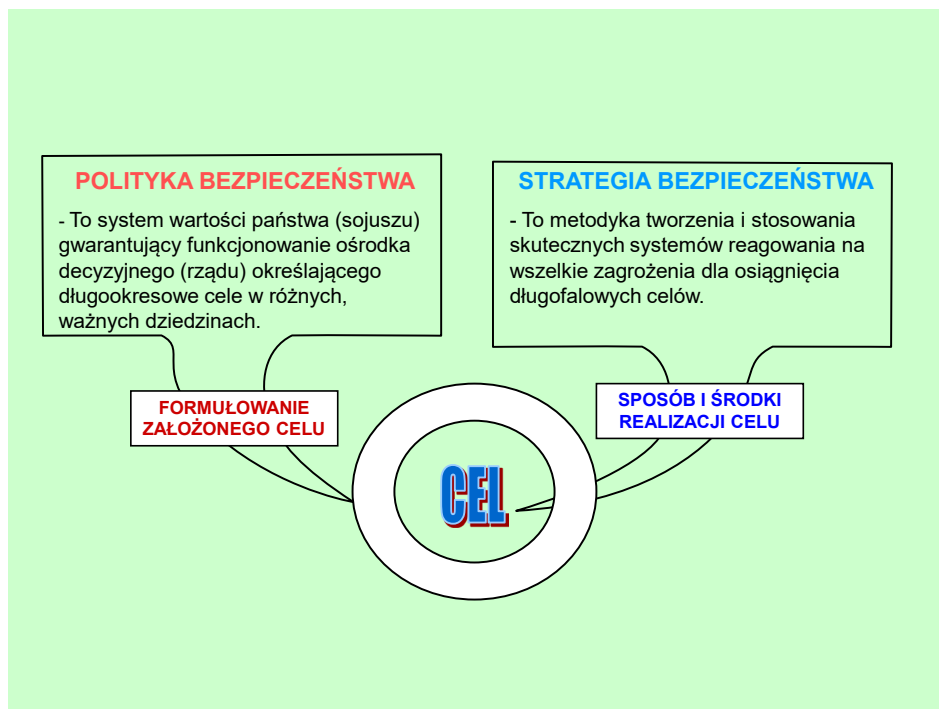 POLITYKA BEZPIECZEŃSTWA
- To system wartości państwa (sojuszu)
gwarantujący funkcjonowanie ośrodka
decyzyjnego (rządu) określającego
długookresowe cele w różnych,
ważnych dziedzinach.
STRATEGIA BEZPIECZEŃSTWA
- To metodyka tworzenia i stosowania
skutecznych systemów reagowania na
wszelkie zagrożenia dla osiągnięcia
długofalowych celów.
FORMUŁOWANIE
ZAŁOŻONEGO CELU
SPOSÓB I ŚRODKI
REALIZACJI CELU
CEL